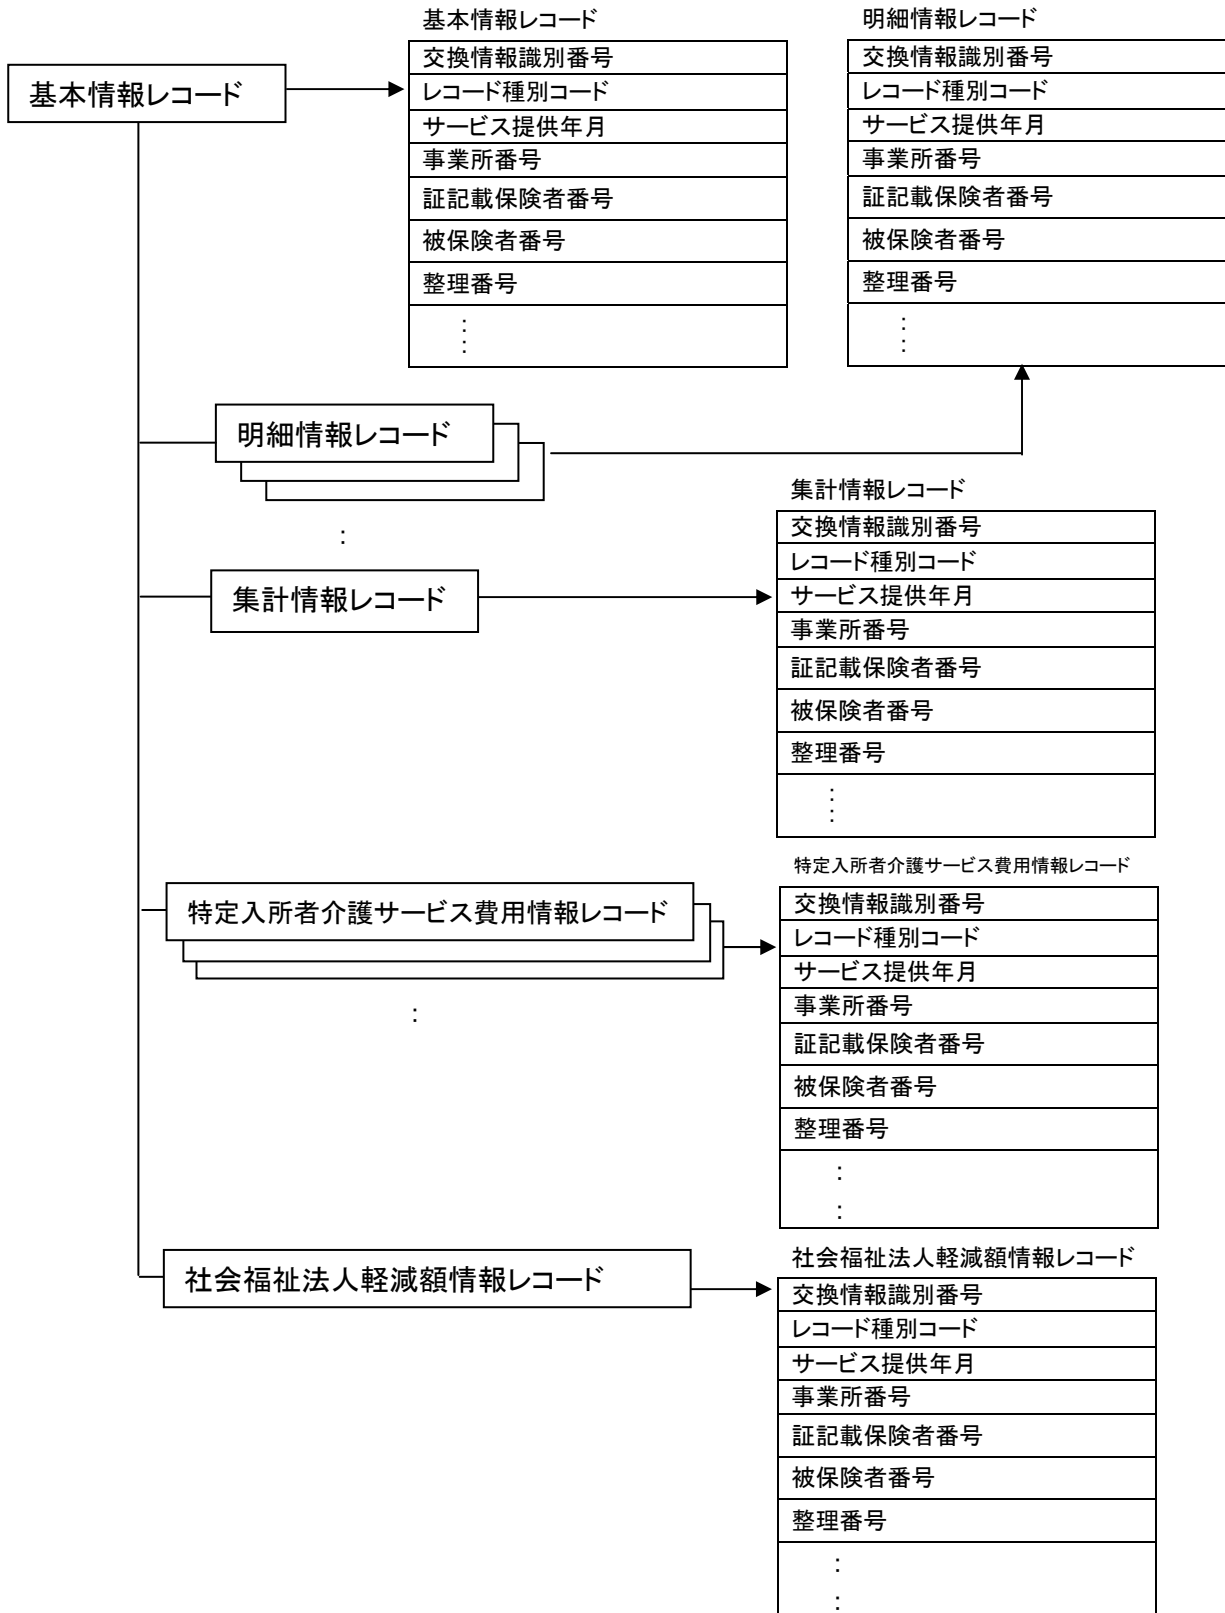 基本情報レコード
基本情報レコード
交換情報識別番号
レコード種別コード
サービス提供年月
事業所番号
証記載保険者番号
被保険者番号
整理番号
:
:
明細情報レコード
交換情報識別番号
レコード種別コード
サービス提供年月
事業所番号
証記載保険者番号
被保険者番号
整理番号
:
:
明細情報レコード
:
集計情報レコード
集計情報レコード
交換情報識別番号
レコード種別コード
サービス提供年月
事業所番号
証記載保険者番号
被保険者番号
整理番号
:
:
特定入所者介護サービス費用情報レコード
:
特定入所者介護サービス費用情報レコード
交換情報識別番号
レコード種別コード
サービス提供年月
事業所番号
証記載保険者番号
被保険者番号
整理番号
:
:
社会福祉法人軽減額情報レコード
社会福祉法人軽減額情報レコード
交換情報識別番号
レコード種別コード
サービス提供年月
事業所番号
証記載保険者番号
被保険者番号
整理番号
:
: